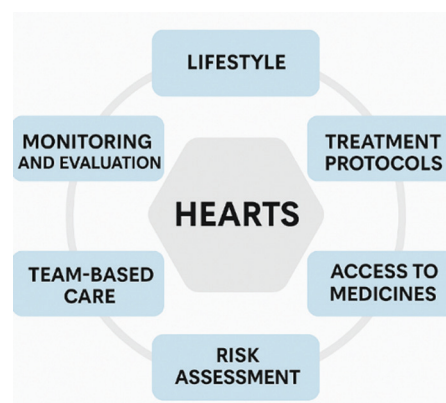 LIFESTYLE
MONITORING
AND EVALUATION
TREATMENT
PROTOCOLS
HEARTS
TEAM-BASED
CARE
ACCESS TO
MEDICINES
RISK
ASSESSMENT